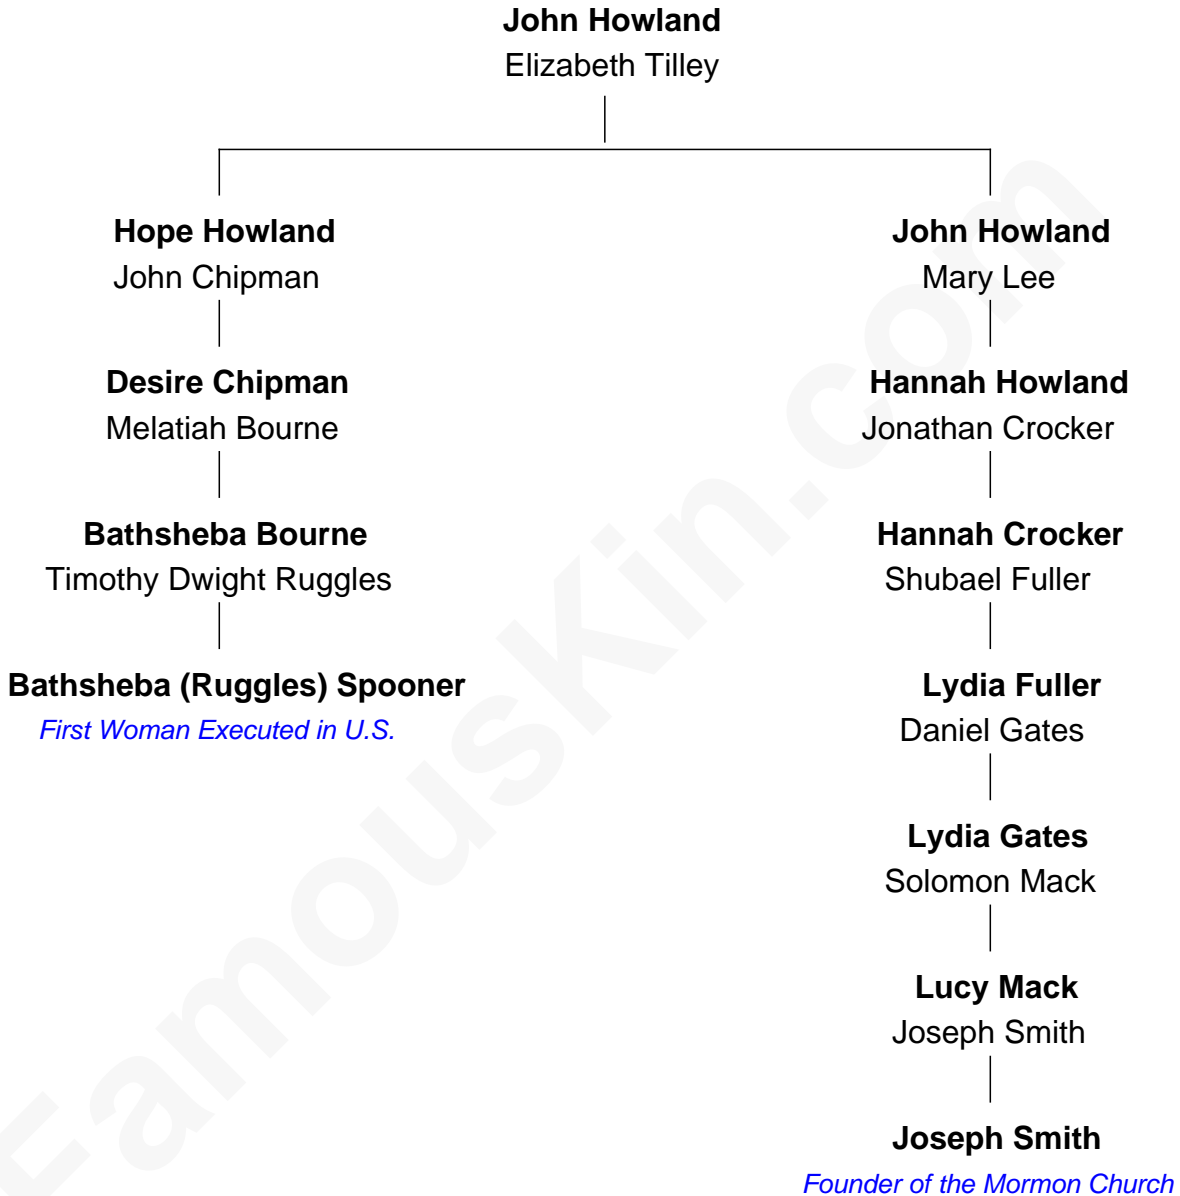 John Howland
Elizabeth Tilley
Hope Howland
John Chipman
John Howland
Mary Lee
Desire Chipman
Melatiah Bourne
Hannah Howland
Jonathan Crocker
Bathsheba Bourne
Timothy Dwight Ruggles
Hannah Crocker
Shubael Fuller
Bathsheba (Ruggles) Spooner
First Woman Executed in U.S.
Lydia Fuller
Daniel Gates
Lydia Gates
Solomon Mack
Lucy Mack
Joseph Smith
Joseph Smith
Founder of the Mormon Church
FamousKin.com